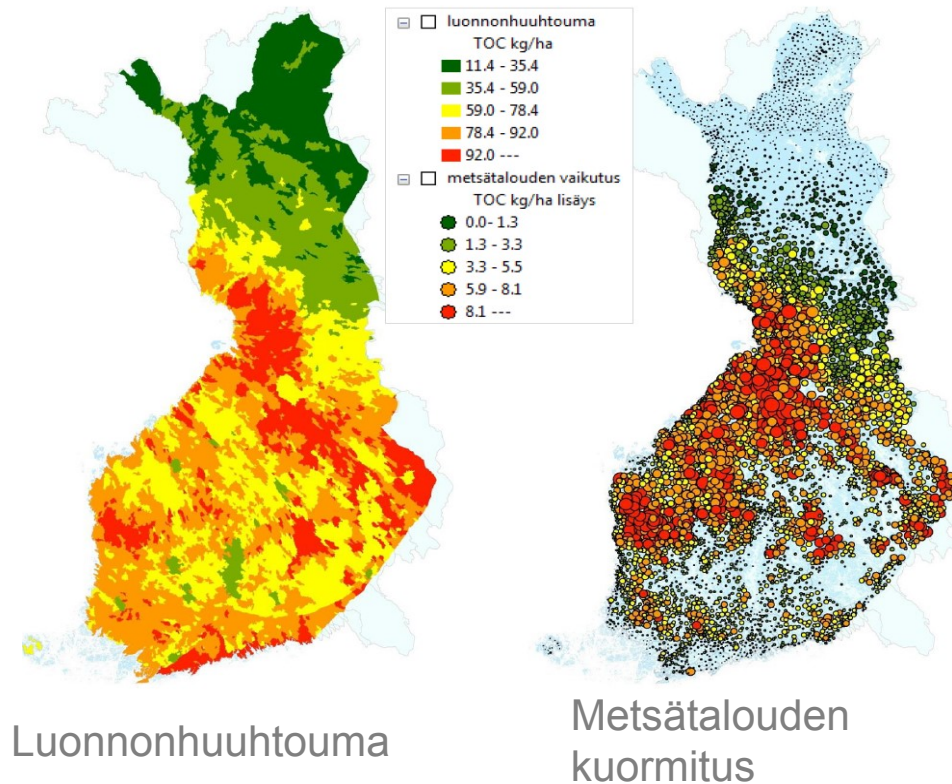 luonnonhuuhtouma
TOC kg/ha
11.4 - 35.4
35.4 - 59.0
59.0 - 78.4
78.4 - 92.0
92.0 ---
metsätalouden vaikutus
TOC kg/ha lisäys
0.0- 1.3
1.3 - 3.3
3.3 - 5.5
5.9 - 8.1
8.1 ---
Luonnonhuuhtouma
Metsätalouden
kuormitus